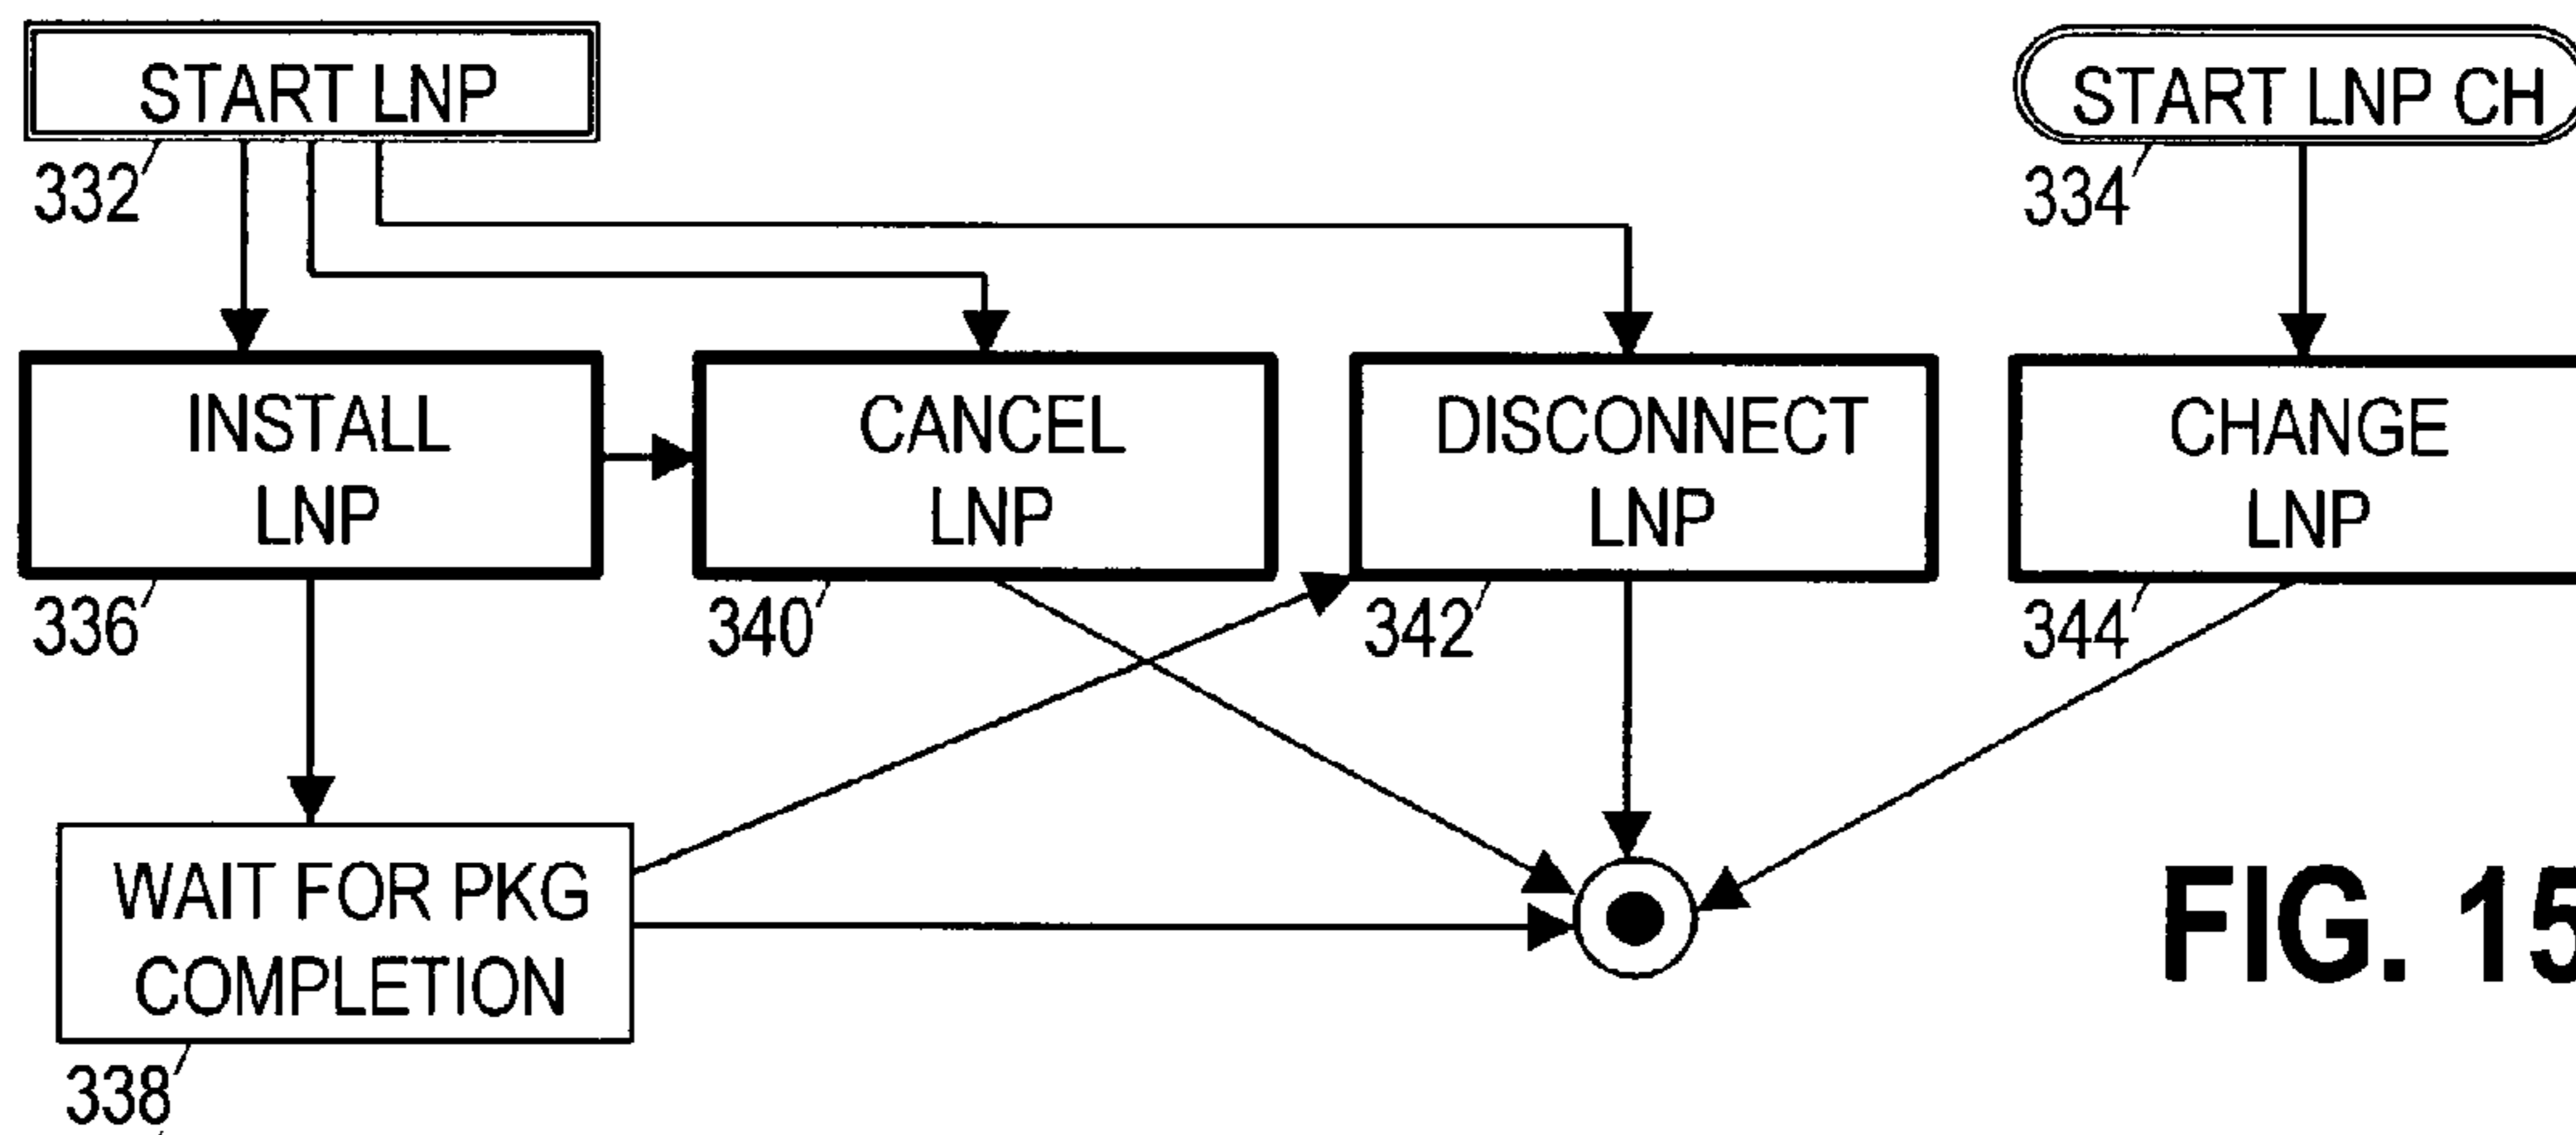 START LNP
START LNP CH
332
334
INSTALL
LNP
CANCEL
LNP
DISCONNECT
LNP
CHANGE
LNP
336
340
342
344
WAIT FOR PKG
COMPLETION
338
FIG. 15